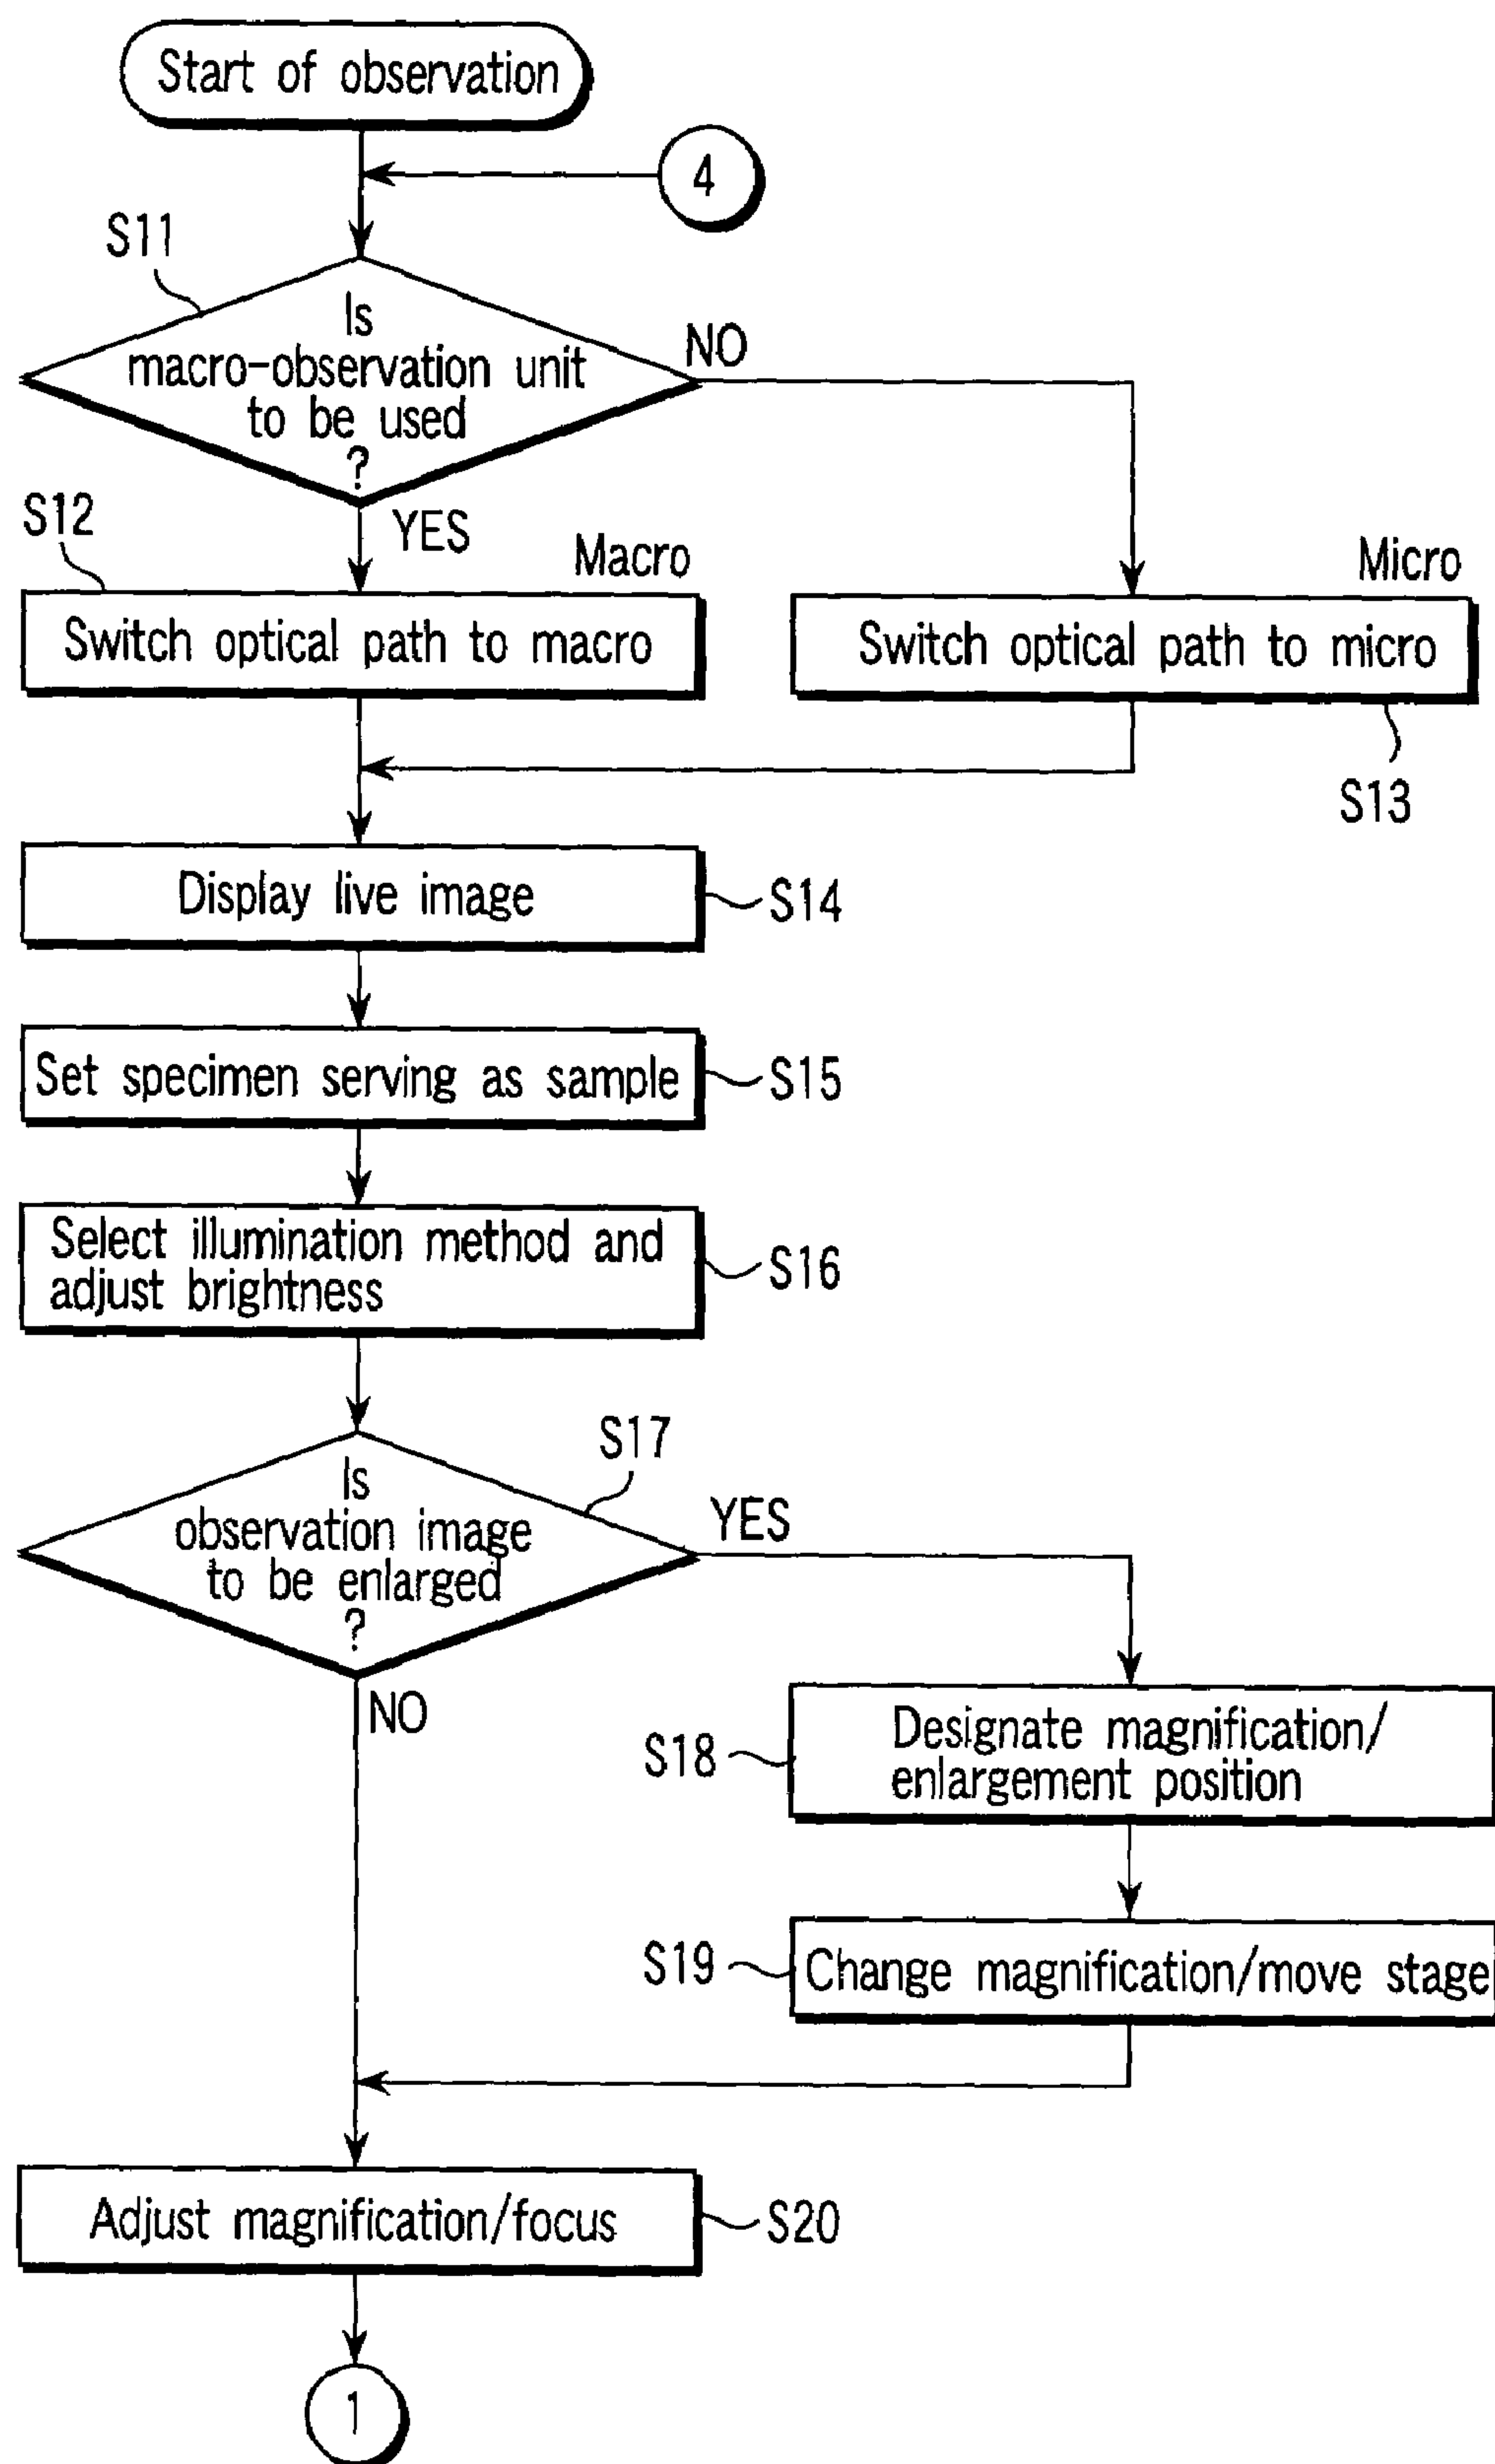 Start of observation
4
S11
Is
macro-observation unit
to be used
?
NO
YES
S12
Macro
Switch optical path to macro
Micro
Switch optical path to micro
S13
Display live image
S14
Set specimen serving as sample
S15
Select illumination method and
adjust brightness
S16
S17
Is
observation image
to be enlarged
?
YES
NO
S18
Designate magnification/
enlargement position
S19
Change magnification/move stage
Adjust magnification/focus
S20
1